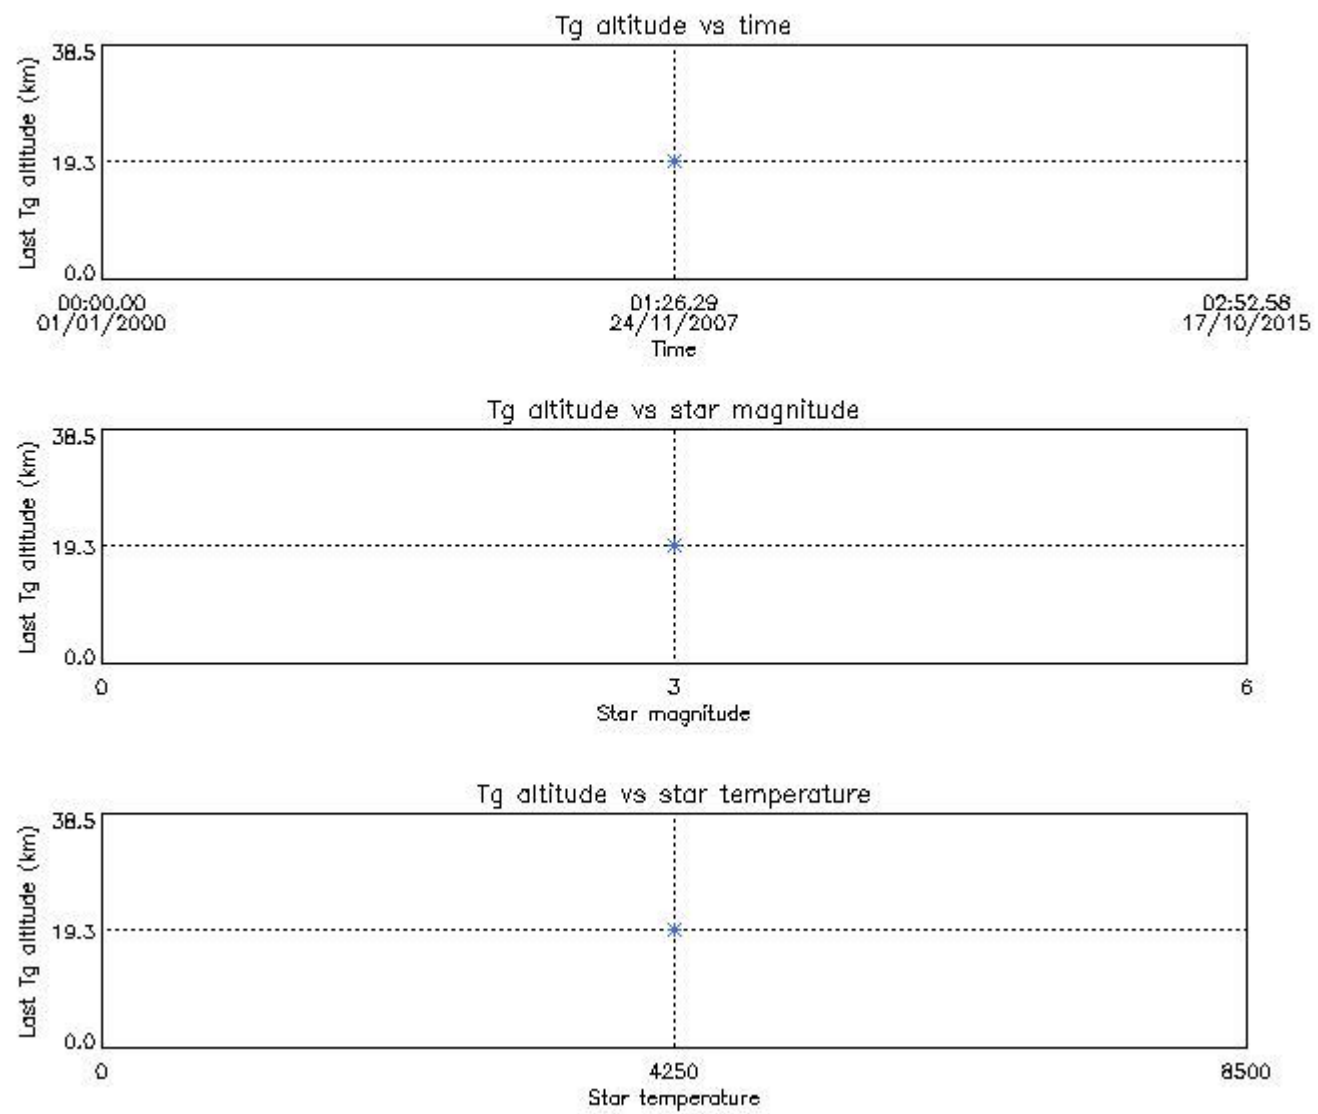 Tg altitude vs time
Last Tg altitude (km)
38.5
19.3
0.0
00:00.00 01:26.29 02:52.58
01/01/2000 24/11/2007 17/10/2015
Time
Tg altitude vs star magnitude
Last Tg altitude (km)
38.5
19.3
0.0
0 3 6
Star magnitude
Tg altitude vs star temperature
Last Tg altitude (km)
38.5
19.3
0.0
0 4250 8500
Star temperature